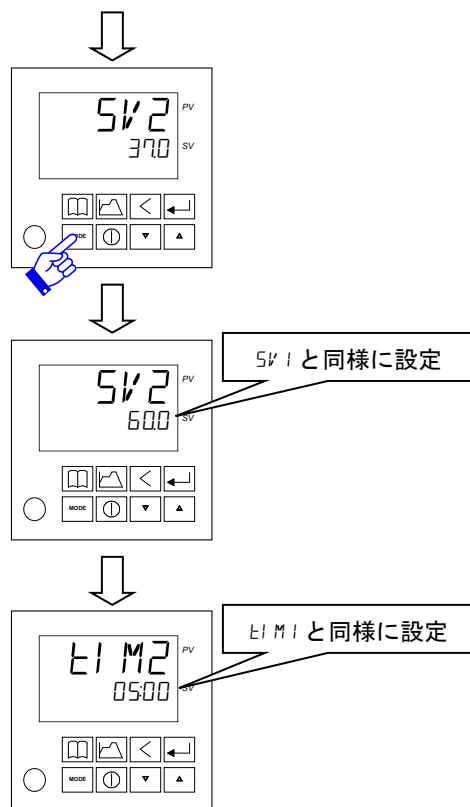 SV2 PV
37.0 SV
MODE
SV1と同様に設定
SV2 PV
60.0 SV
MODE
tIM1と同様に設定
tIM2 PV
05:00 SV
MODE